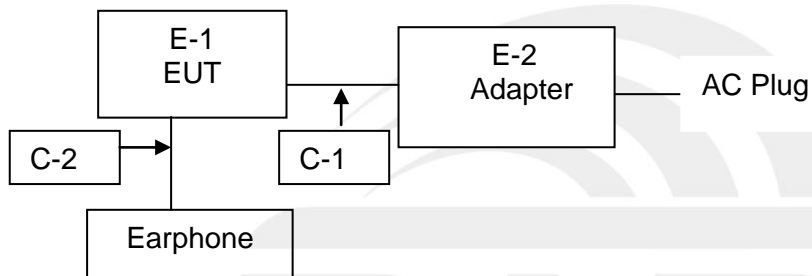 E-1
EUT
E-2
Adapter
AC Plug
C-2
C-1
Earphone